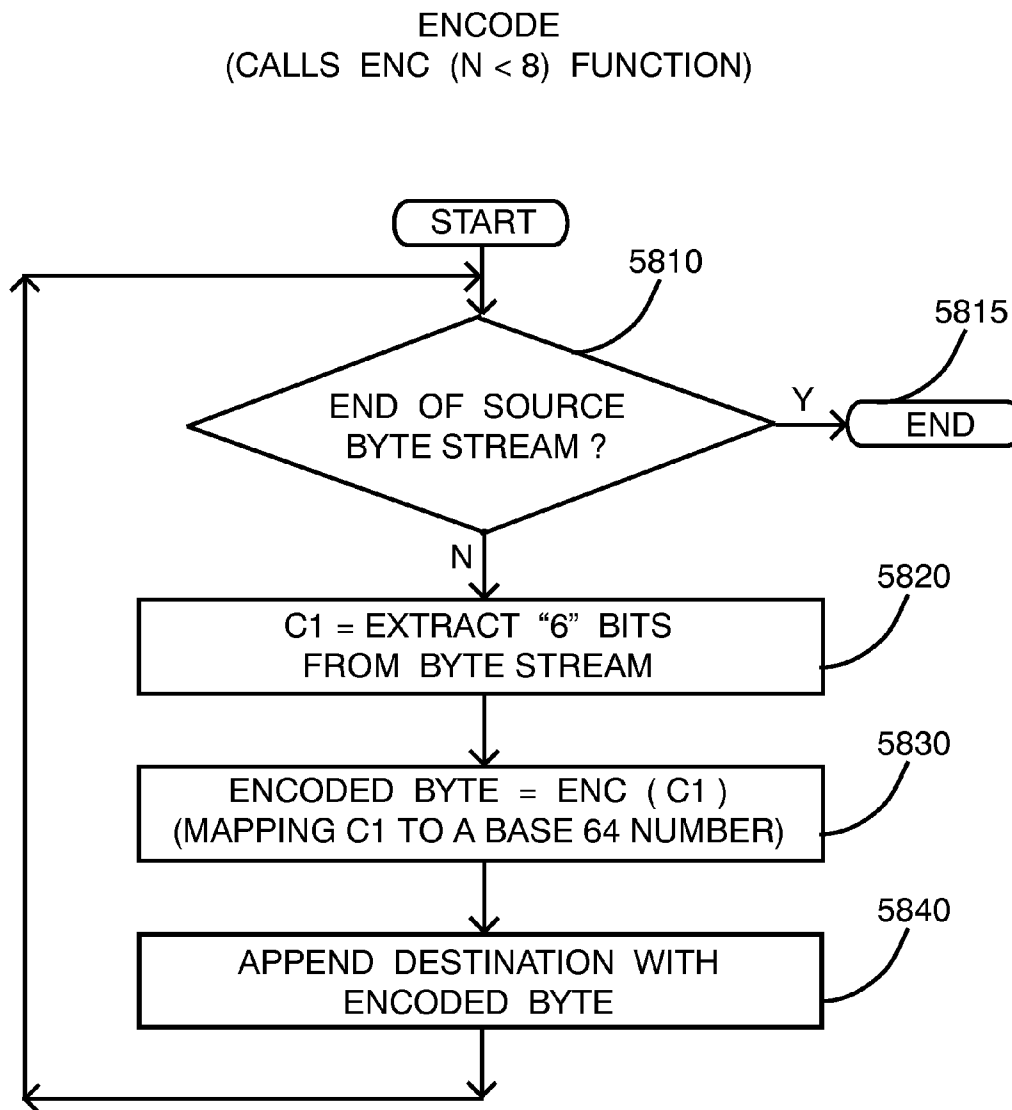 ENCODE
(CALLS ENC (N < 8) FUNCTION)
START
5810
5815
END OF SOURCE
BYTE STREAM ?
Y
END
N
5820
C1 = EXTRACT “6” BITS
FROM BYTE STREAM
5830
ENCODED BYTE = ENC ( C1 )
(MAPPING C1 TO A BASE 64 NUMBER)
5840
APPEND DESTINATION WITH
ENCODED BYTE